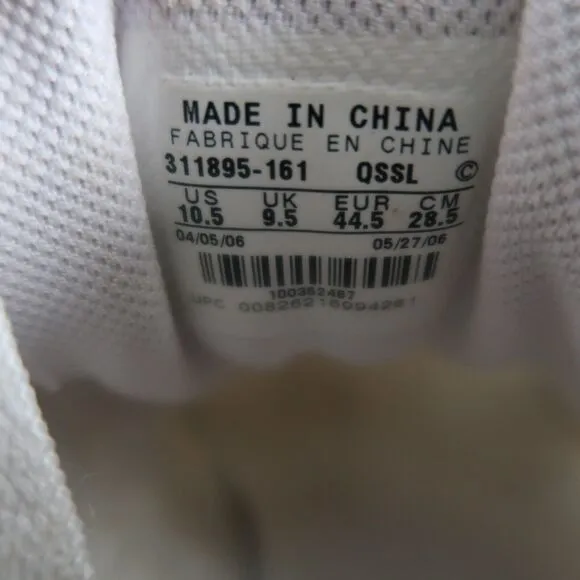 MADE IN CHINA
FABRIQUE EN CHINE
311895-161 QSSL ©
US UK EUR CM
10.5 9.5 44.5 28.5
04/05/06 05/27/06
UPC